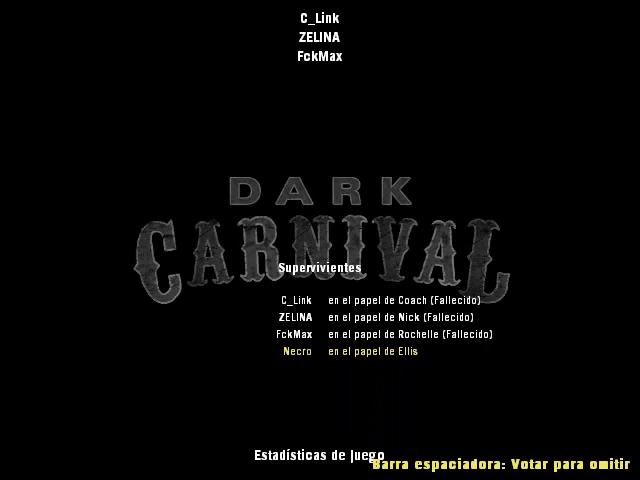 C_Link
ZELINA
FckMax
DARK
CARNIVAL
Supervivientes
C_Link en el papel de Coach (Fallecido)
ZELINA en el papel de Nick (Fallecido)
FckMax en el papel de Rochelle (Fallecido)
Necro en el papel de Ellis
Estadísticas de Juego
Barra espaciadora: Votar para omitir